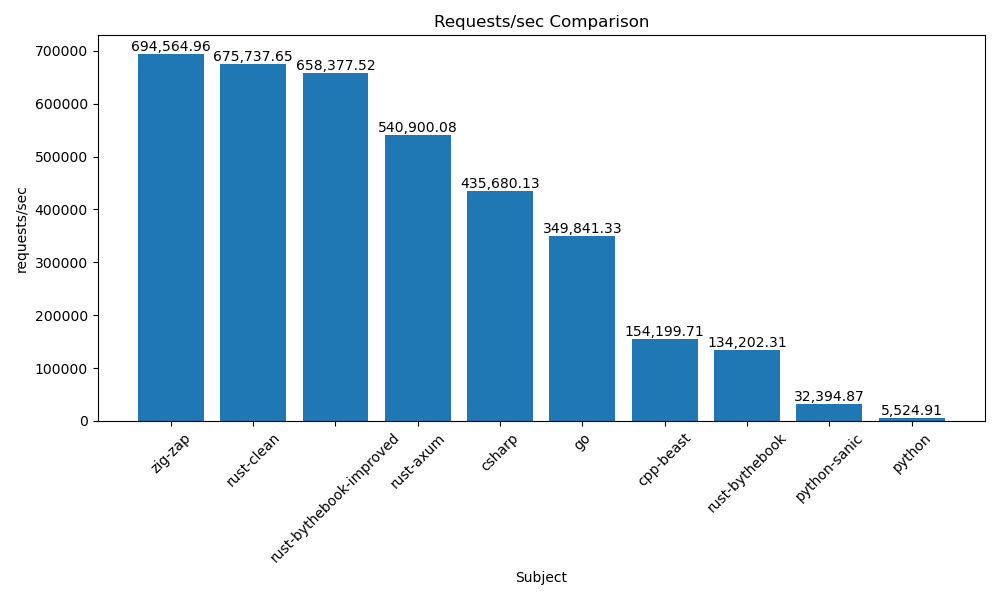 Requests/sec Comparison
requests/sec
700000
600000
500000
400000
300000
200000
100000
0
694,564.96
675,737.65
658,377.52
540,900.08
435,680.13
349,841.33
154,199.71
134,202.31
32,394.87
5,524.91
zig-zap
rust-clean
rust-bythebook-improved
rust-axum
csharp
go
cpp-beast
rust-bythebook
python-sanic
python
Subject